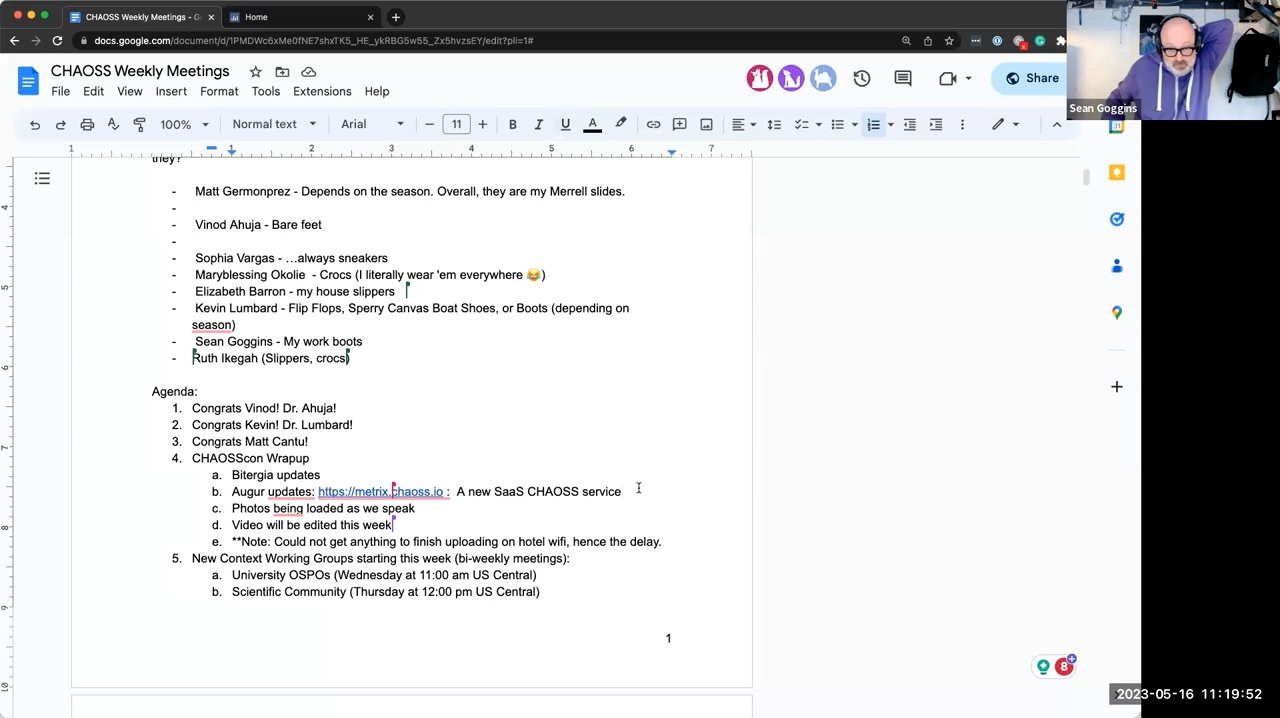 CHAOSS Weekly Meetings - G
Home
docs.google.com/document/d/1PMDWc6xMe0fNE7shxTK5_HE_ykRBG5w55_Zx5hvzsEY/edit?pli=1#
CHAOSS Weekly Meetings
File Edit View Insert Format Tools Extensions Help
Share
Sean Goggins
100% Normal text Arial 11
1 1 2 3 4 5 6 7
they?
- Matt Germonprez - Depends on the season. Overall, they are my Merrell slides.
-
- Vinod Ahuja - Bare feet
-
- Sophia Vargas - …always sneakers
- Maryblessing Okolie - Crocs (I literally wear 'em everywhere 😂)
- Elizabeth Barron - my house slippers
- Kevin Lumbard - Flip Flops, Sperry Canvas Boat Shoes, or Boots (depending on
season)
- Sean Goggins - My work boots
- Ruth Ikegah (Slippers, crocs)
Agenda:
1. Congrats Vinod! Dr. Ahuja!
2. Congrats Kevin! Dr. Lumbard!
3. Congrats Matt Cantu!
4. CHAOSScon Wrapup
a. Bitergia updates
b. Augur updates: https://metrix.chaoss.io : A new SaaS CHAOSS service
c. Photos being loaded as we speak
d. Video will be edited this week
e. **Note: Could not get anything to finish uploading on hotel wifi, hence the delay.
5. New Context Working Groups starting this week (bi-weekly meetings):
a. University OSPOs (Wednesday at 11:00 am US Central)
b. Scientific Community (Thursday at 12:00 pm US Central)
1
8
2023-05-16 11:19:52